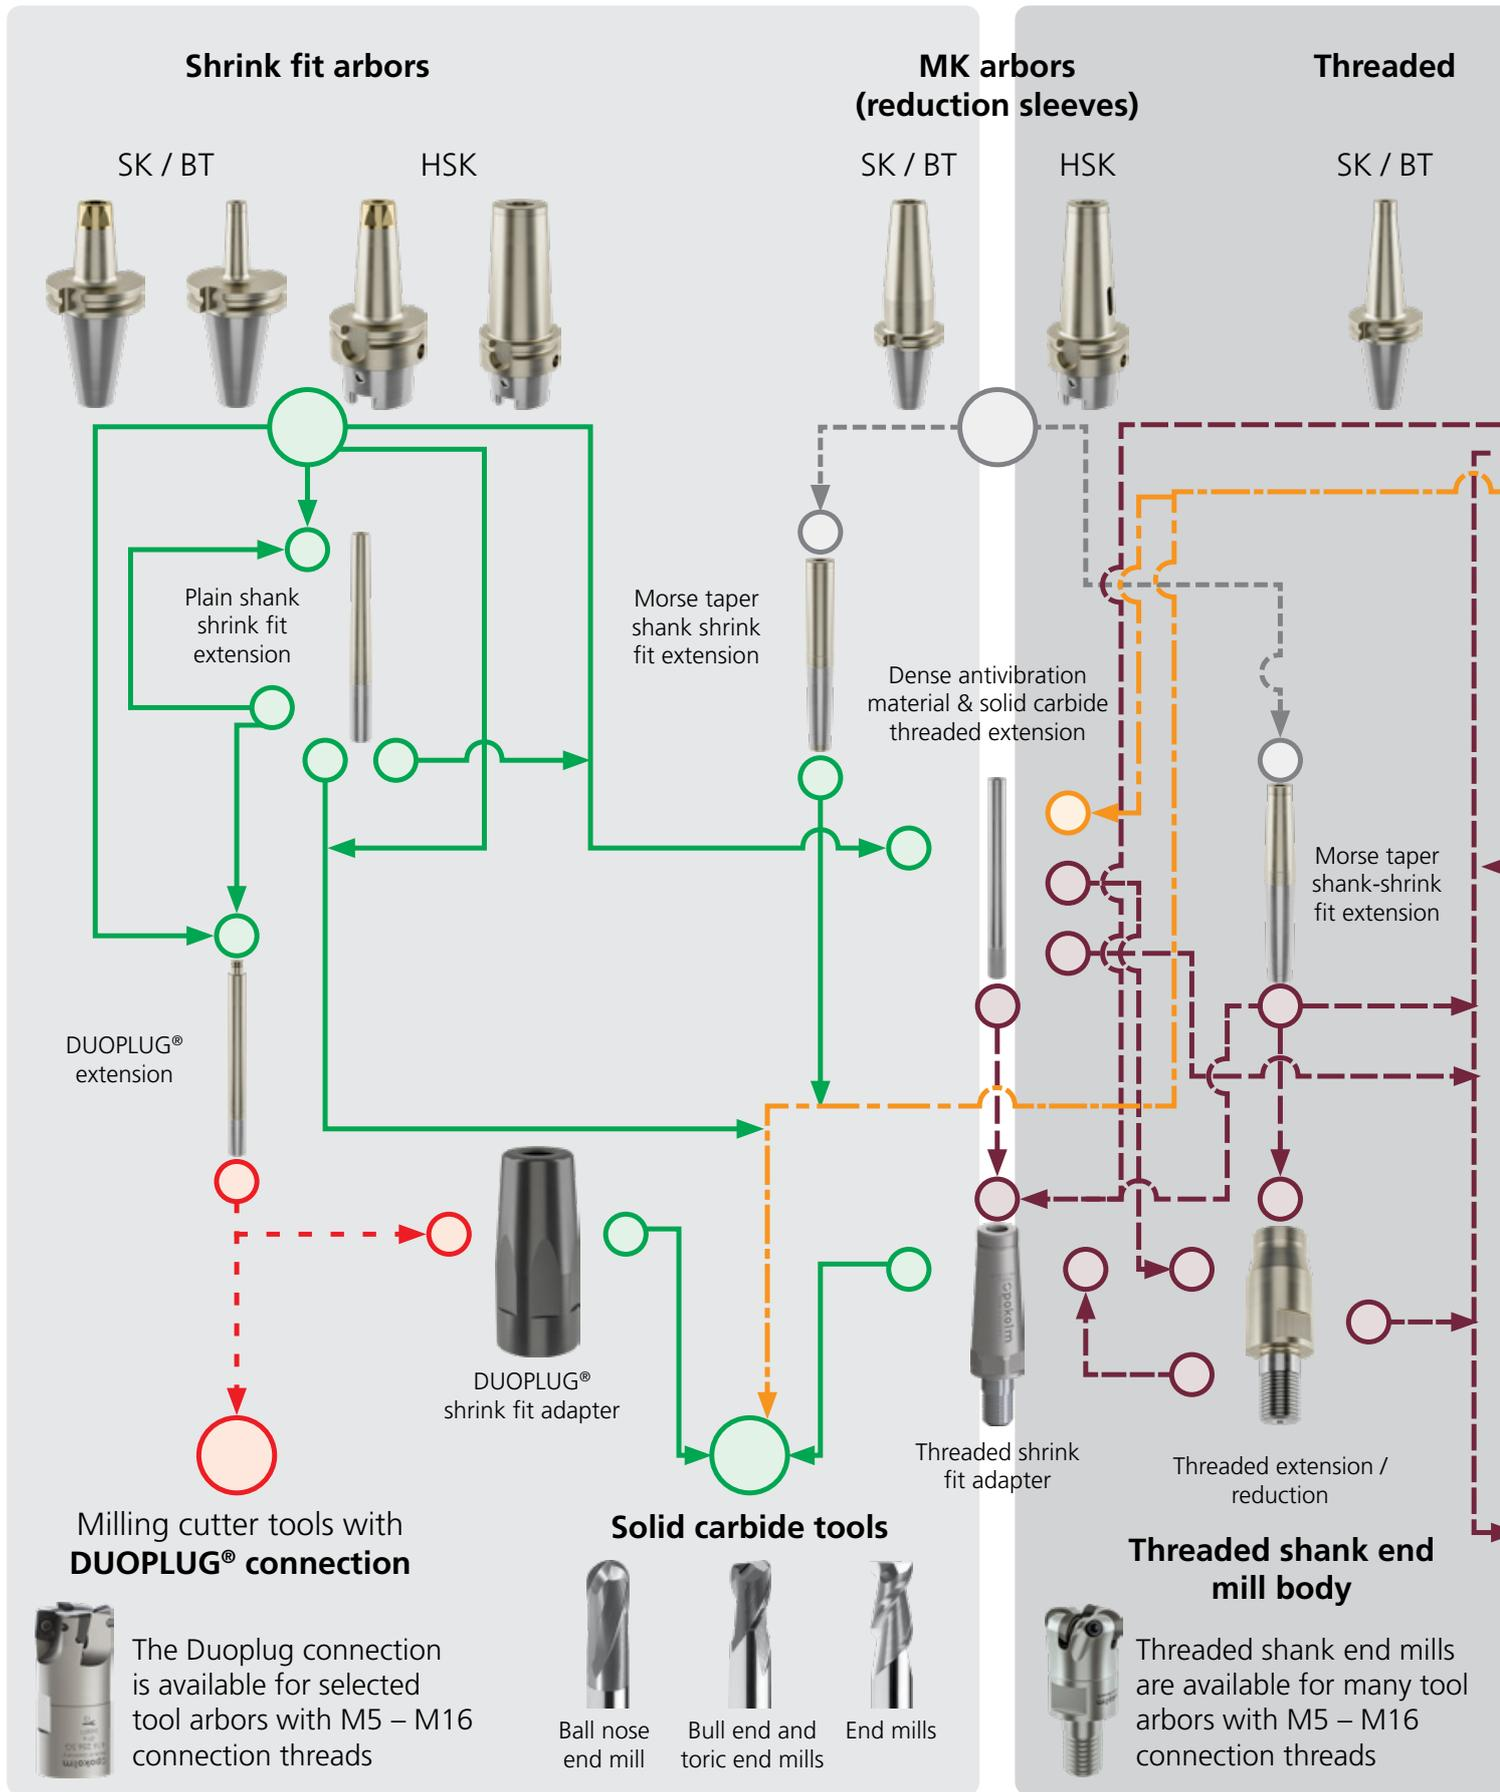 Shrink fit arbors
MK arbors
(reduction sleeves)
Threaded
SK / BT
HSK
SK / BT
HSK
SK / BT
Plain shank
shrink fit
extension
Morse taper
shank shrink
fit extension
Dense antivibration
material & solid carbide
threaded extension
Morse taper
shank-shrink
fit extension
DUOPLUG®
extension
DUOPLUG®
shrink fit adapter
pokolm
Threaded shrink
fit adapter
Threaded extension /
reduction
Milling cutter tools with
DUOPLUG® connection
The Duoplug connection
is available for selected
tool arbors with M5 – M16
connection threads
Solid carbide tools
Ball nose
end mill
Bull end and
toric end mills
End mills
Threaded shank end
mill body
Threaded shank end mills
are available for many tool
arbors with M5 – M16
connection threads
pokolm